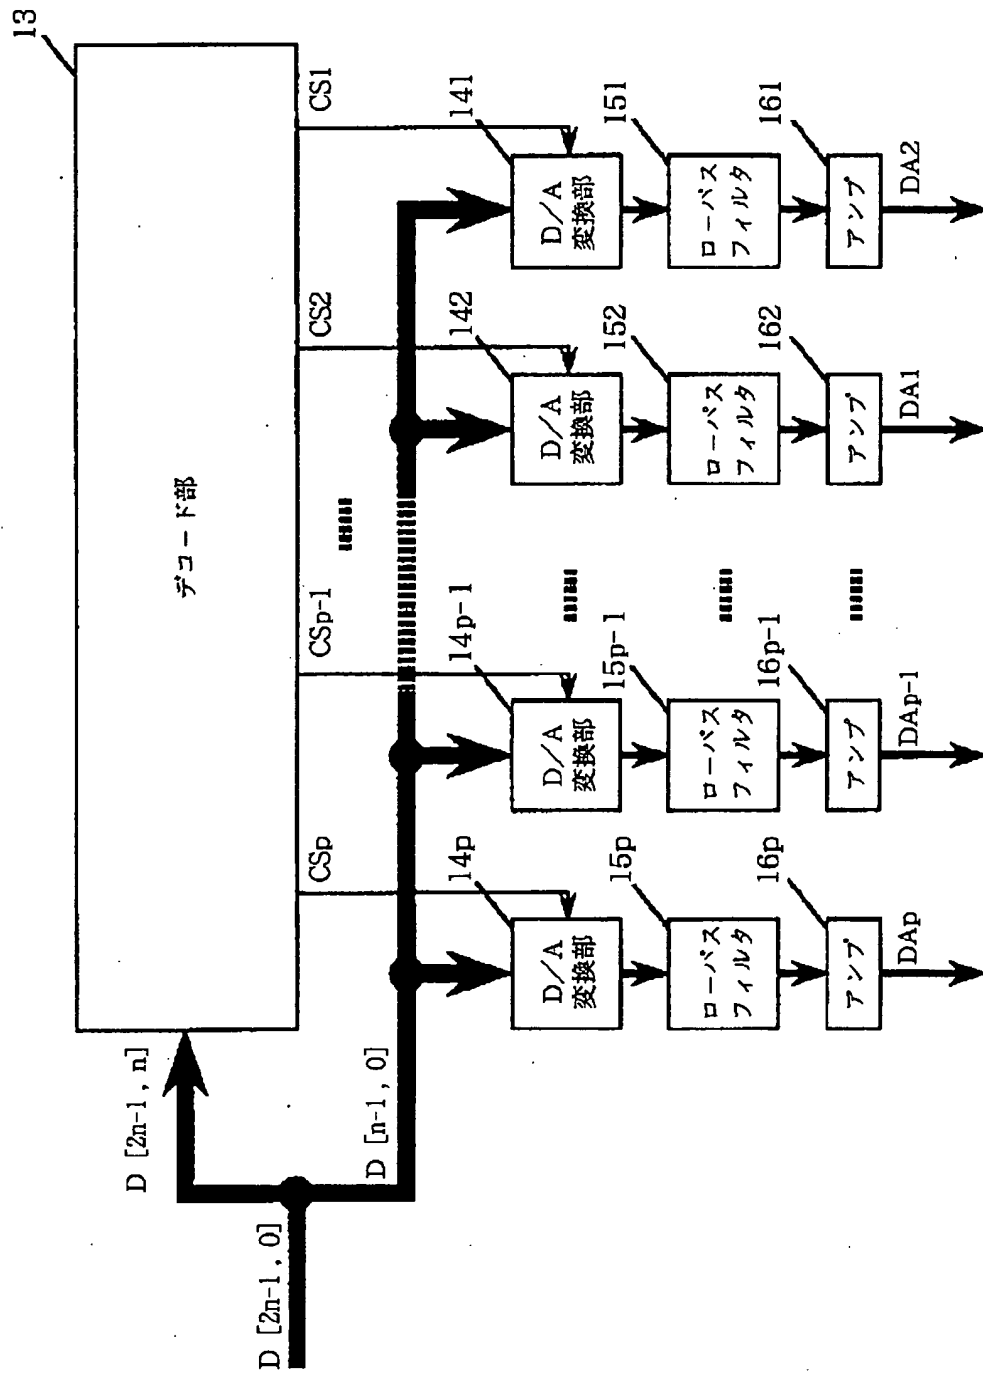 13
デコード部
D [2n-1, n]
D [2n-1, 0]
D [n-1, 0]
CSp
CSp-1
CS2
CS1
14p
14p-1
142
141
D/A
変換部
D/A
変換部
D/A
変換部
D/A
変換部
15p
15p-1
152
151
ローパス
フィルタ
ローパス
フィルタ
ローパス
フィルタ
ローパス
フィルタ
16p
16p-1
162
161
アンプ
アンプ
アンプ
アンプ
DAp
DAp-1
DA1
DA2